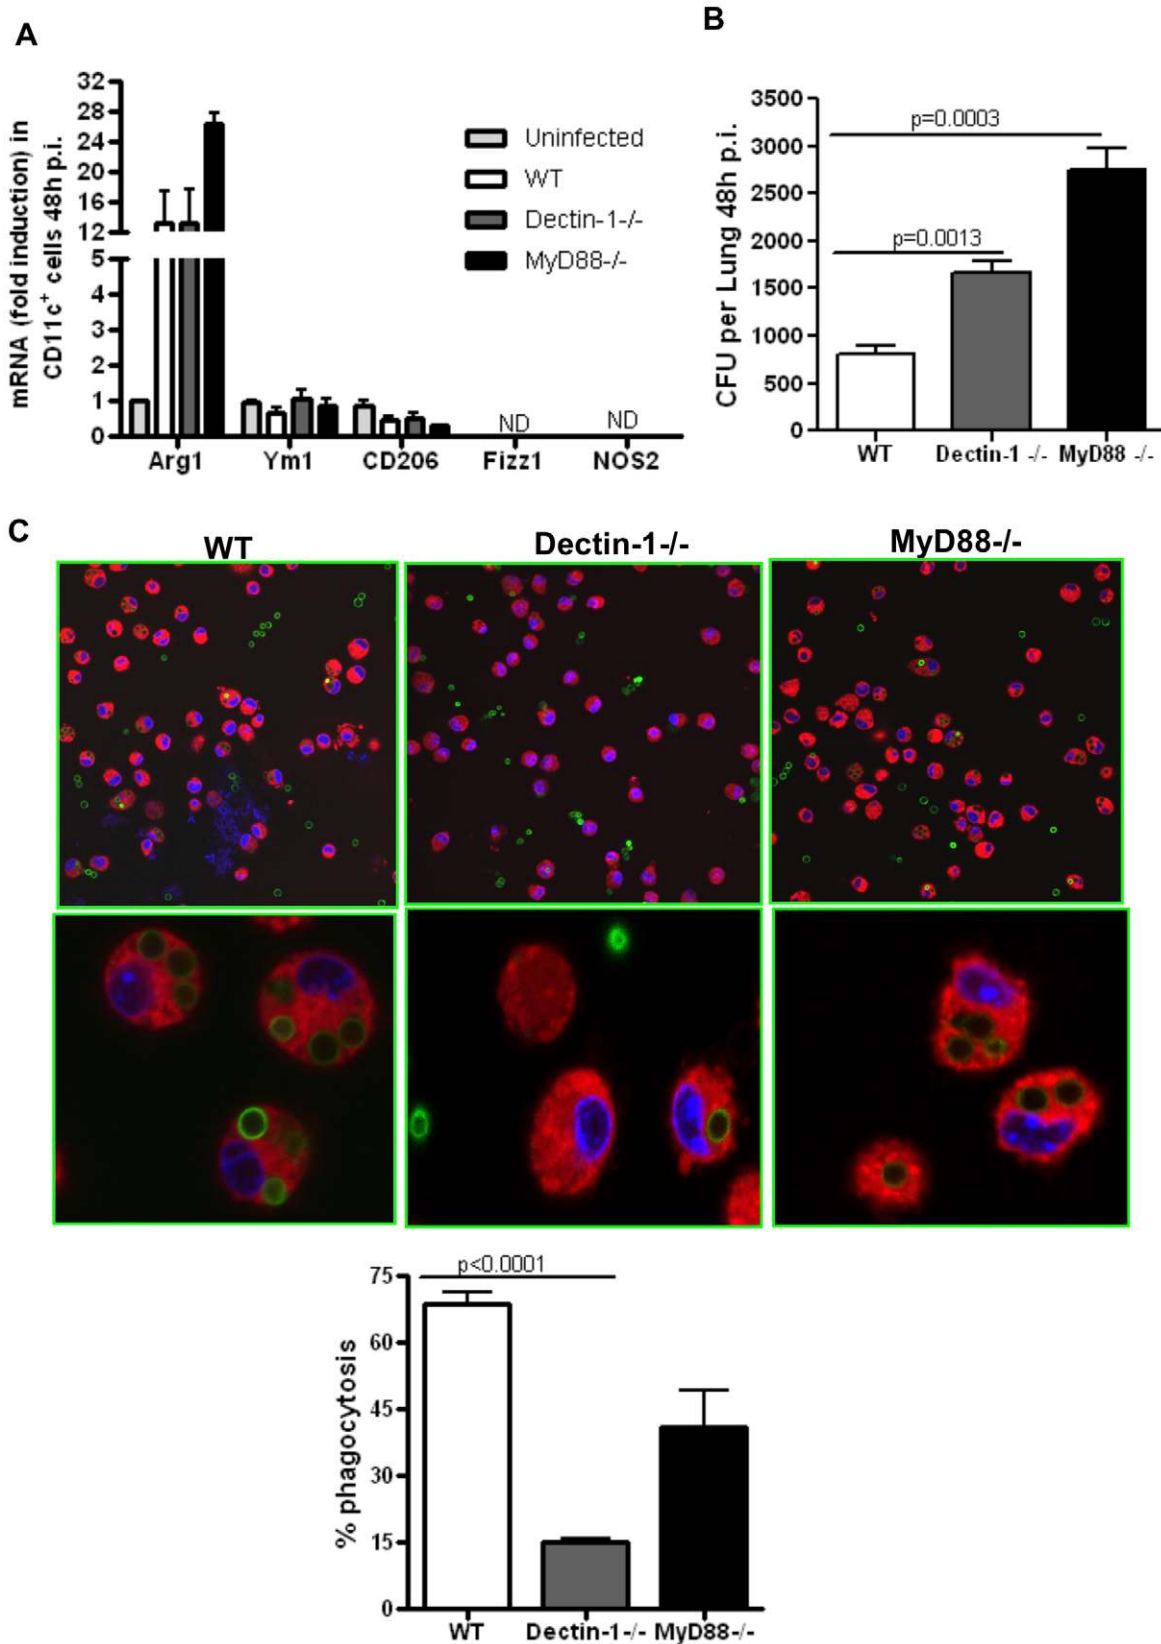 A
mRNA (fold induction) in
CD11c⁺ cells 48h p.i.
32
28
24
20
16
12
5
4
3
2
1
0
Uninfected
WT
Dectin-1-/-
MyD88-/-
ND
ND
Arg1 Ym1 CD206 Fizz1 NOS2
B
CFU per Lung 48h p.i.
3500
3000
2500
2000
1500
1000
500
0
p=0.0003
p=0.0013
WT Dectin-1 -/- MyD88 -/-
C
WT Dectin-1-/- MyD88-/-
% phagocytosis
75
60
45
30
15
0
p<0.0001
WT Dectin-1-/- MyD88-/-